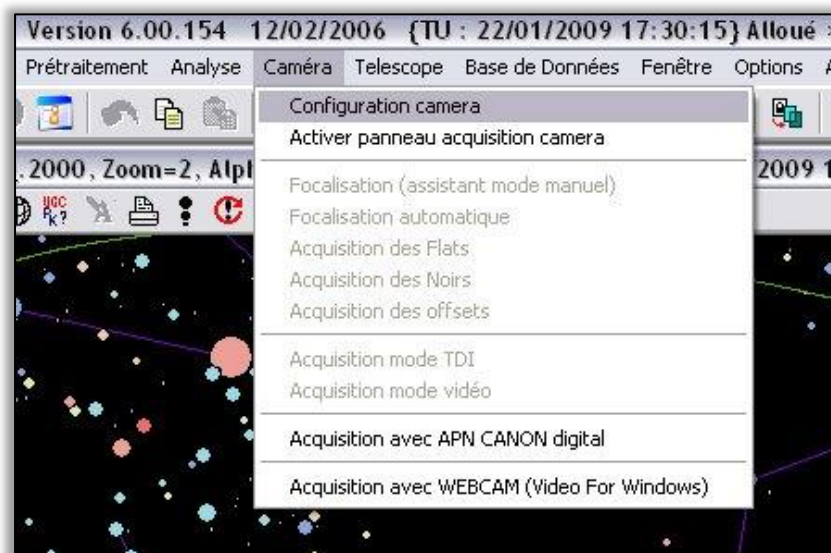 Version 6.00.154 12/02/2006 {TU : 22/01/2009 17:30:15} Alloué
Prétraitement Analyse Caméra Telescope Base de Données Fenêtre Options
Configuration camera
Activer panneau acquisition camera
.2000, Zoom=2, Alpl 2009 1
UGC
PK?
Focalisation (assistant mode manuel)
Focalisation automatique
Acquisition des Flats
Acquisition des Noirs
Acquisition des offsets
Acquisition mode TDI
Acquisition mode vidéo
Acquisition avec APN CANON digital
Acquisition avec WEBCAM (Video For Windows)